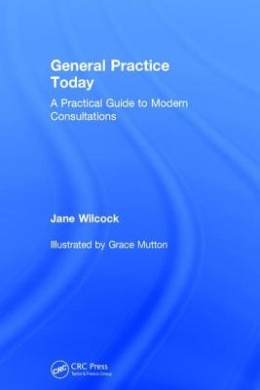 General Practice
Today
A Practical Guide to Modern
Consultations
Jane Wilcock
Illustrated by Grace Mutton
CRC
CRC Press
Taylor & Francis Group